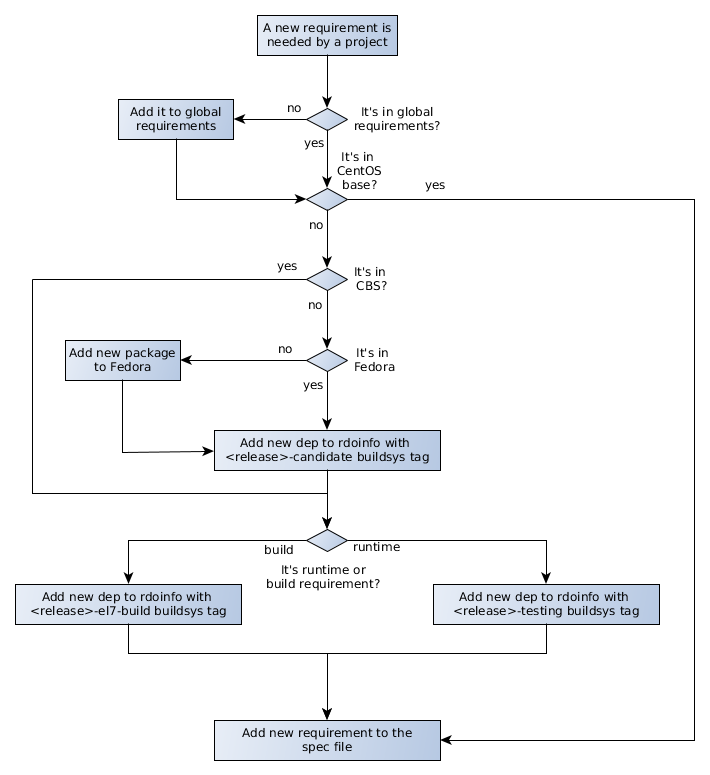 A new requirement is
needed by a project
no
It's in global
requirements?
Add it to global
requirements
yes
It's in
CentOS
base?
yes
no
yes
It's in
CBS?
no
no
It's in
Fedora
Add new package
to Fedora
yes
Add new dep to rdoinfo with
<release>-candidate buildsys tag
build
runtime
It's runtime or
build requirement?
Add new dep to rdoinfo with
<release>-el7-build buildsys tag
Add new dep to rdoinfo with
<release>-testing buildsys tag
Add new requirement to the
spec file